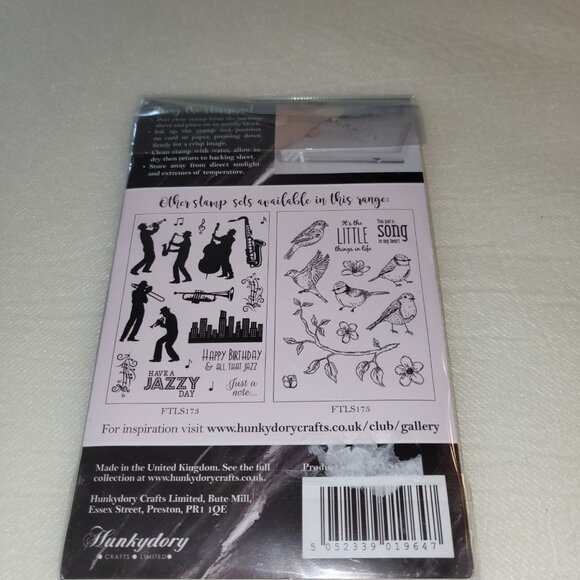 Using the stamp set
• Peel clear stamp from the backing
sheet and place on an acrylic block.
• Ink up the stamp and position
on card or paper, pressing down
firmly for a crisp image.
• Clean stamp with water, allow to
dry then return to backing sheet.
• Store away from direct sunlight
and extremes of temperature.
Other stamp sets available in this range:
HAPPY BIRTHDAY
& ALL THAT JAZZ
HAVE A
JAZZY
DAY
Just a
note...
FTLS173
It's the
LITTLE
things in life
You put a
SONG
in my heart
FTLS175
For inspiration visit www.hunkydorycrafts.co.uk/club/gallery
Made in the United Kingdom. See the full
collection at www.hunkydorycrafts.co.uk.
Hunkydory Crafts Limited, Bute Mill,
Essex Street, Preston, PR1 1QE
Hunkydory
• CRAFTS • LIMITED •
Product
5 052339 019647